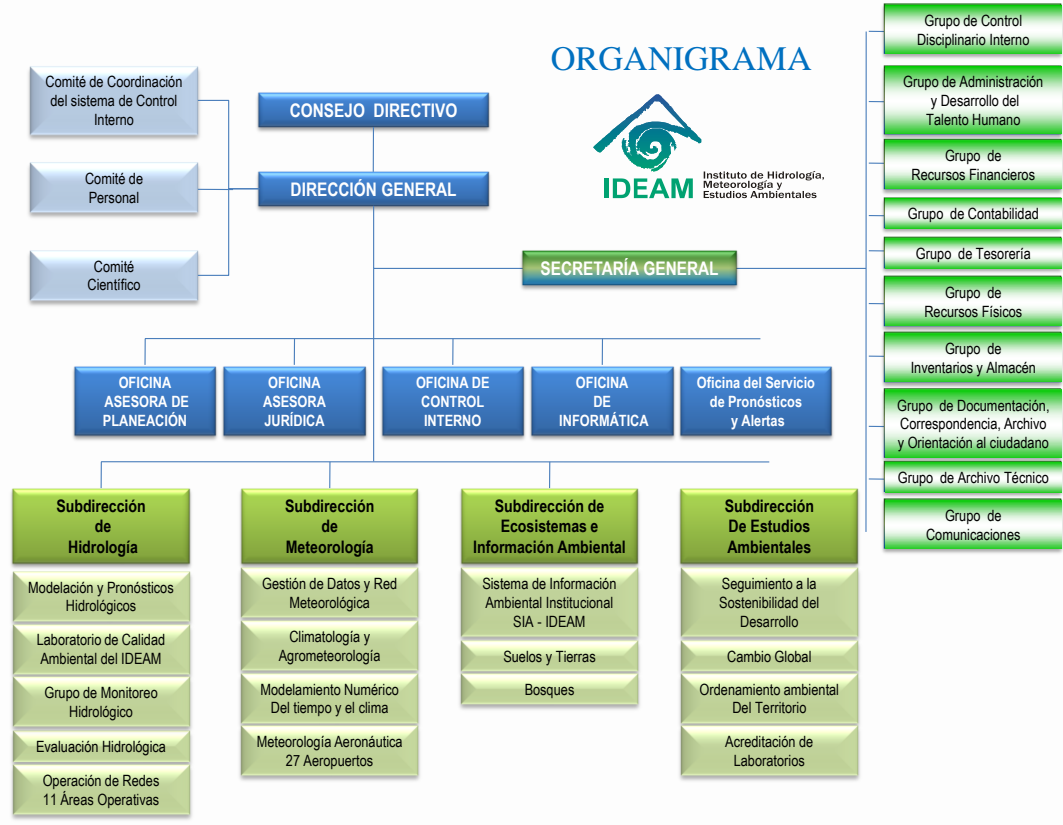 ORGANIGRAMA
IDEAM
Instituto de Hidrología,
Meteorología y
Estudios Ambientales
Comité de Coordinación
del sistema de Control
Interno
Comité de
Personal
Comité
Científico
CONSEJO DIRECTIVO
DIRECCIÓN GENERAL
SECRETARÍA GENERAL
Grupo de Control
Disciplinario Interno
Grupo de Administración
y Desarrollo del
Talento Humano
Grupo de
Recursos Financieros
Grupo de Contabilidad
Grupo de Tesorería
Grupo de
Recursos Físicos
Grupo de
Inventarios y Almacén
Grupo de Documentación,
Correspondencia, Archivo
y Orientación al ciudadano
Grupo de Archivo Técnico
Grupo de
Comunicaciones
OFICINA
ASESORA DE
PLANEACIÓN
OFICINA
ASESORA
JURÍDICA
OFICINA DE
CONTROL
INTERNO
OFICINA
DE
INFORMÁTICA
Oficina del Servicio
de Pronósticos
y Alertas
Subdirección
de
Hidrología
Modelación y Pronósticos
Hidrológicos
Laboratorio de Calidad
Ambiental del IDEAM
Grupo de Monitoreo
Hidrológico
Evaluación Hidrológica
Operación de Redes
11 Áreas Operativas
Subdirección
de
Meteorología
Gestión de Datos y Red
Meteorológica
Climatología y
Agrometeorología
Modelamiento Numérico
Del tiempo y el clima
Meteorología Aeronáutica
27 Aeropuertos
Subdirección de
Ecosistemas e
Información Ambiental
Sistema de Información
Ambiental Institucional
SIA - IDEAM
Suelos y Tierras
Bosques
Subdirección
De Estudios
Ambientales
Seguimiento a la
Sostenibilidad del
Desarrollo
Cambio Global
Ordenamiento ambiental
Del Territorio
Acreditación de
Laboratorios